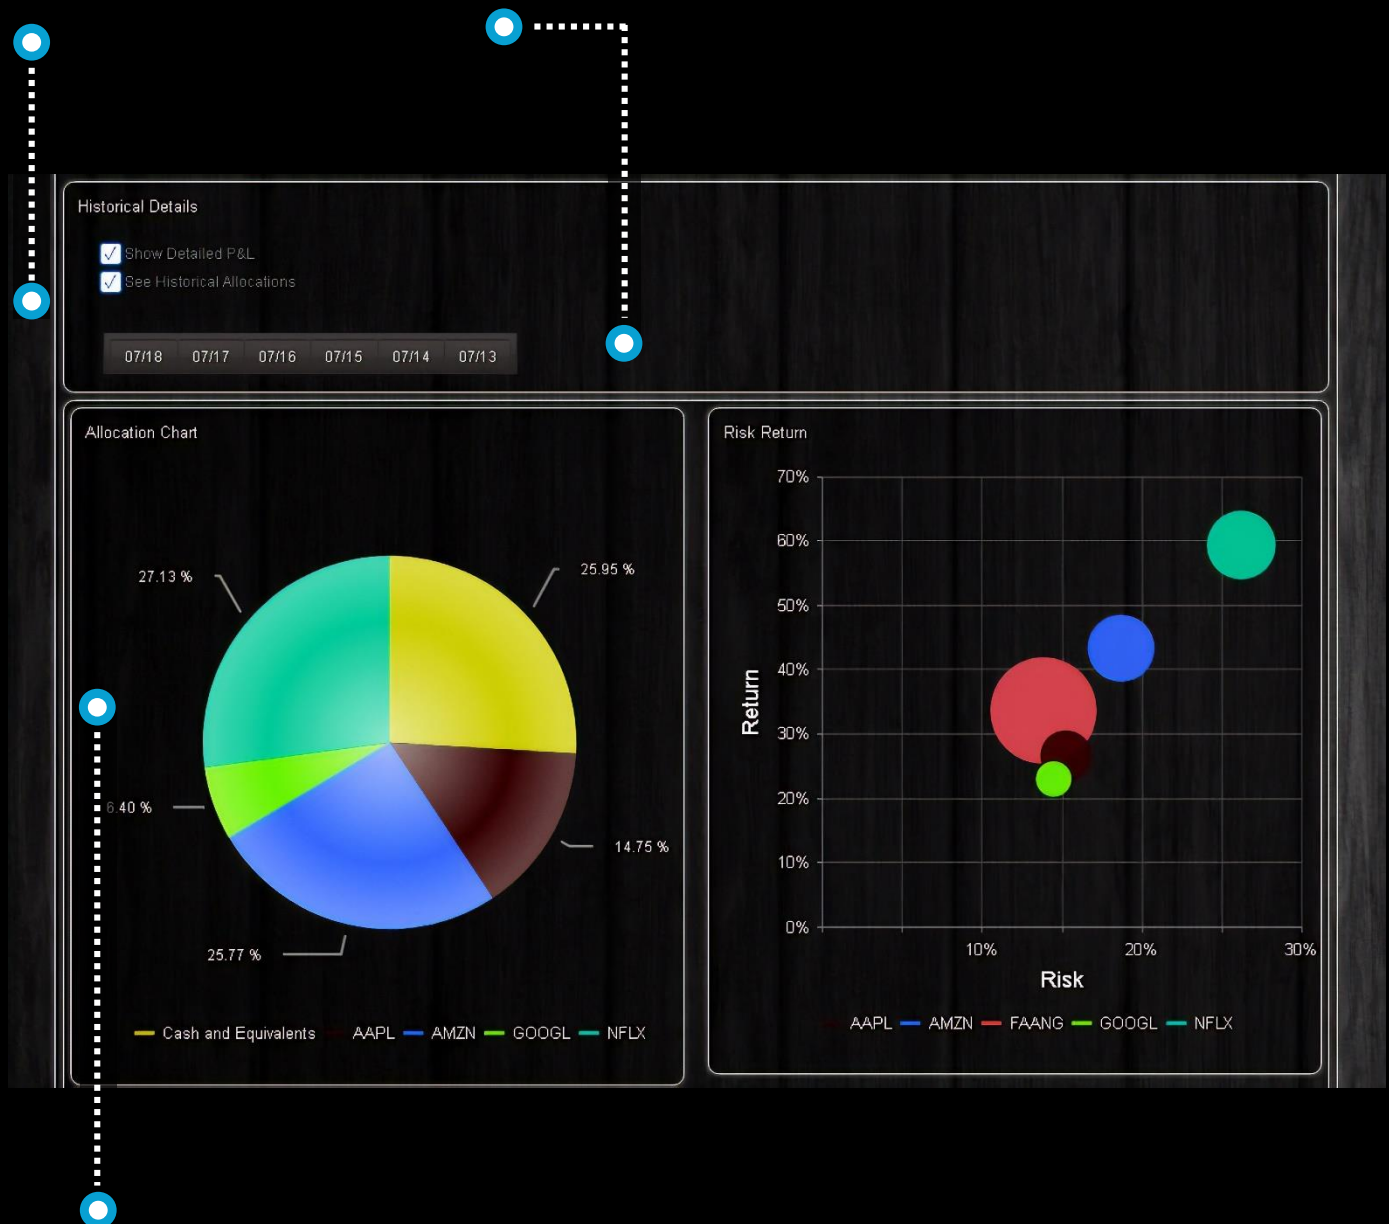 Historical Details
Show Detailed P&L
See Historical Allocations
07/18 07/17 07/16 07/15 07/14 07/13
Allocation Chart
27.13 %
25.95 %
6.40 %
14.75 %
25.77 %
Cash and Equivalents AAPL AMZN GOOGL NFLX
Risk Return
70%
60%
50%
40%
30%
20%
10%
0%
Return
10% 20% 30%
Risk
AAPL AMZN FAANG GOOGL NFLX